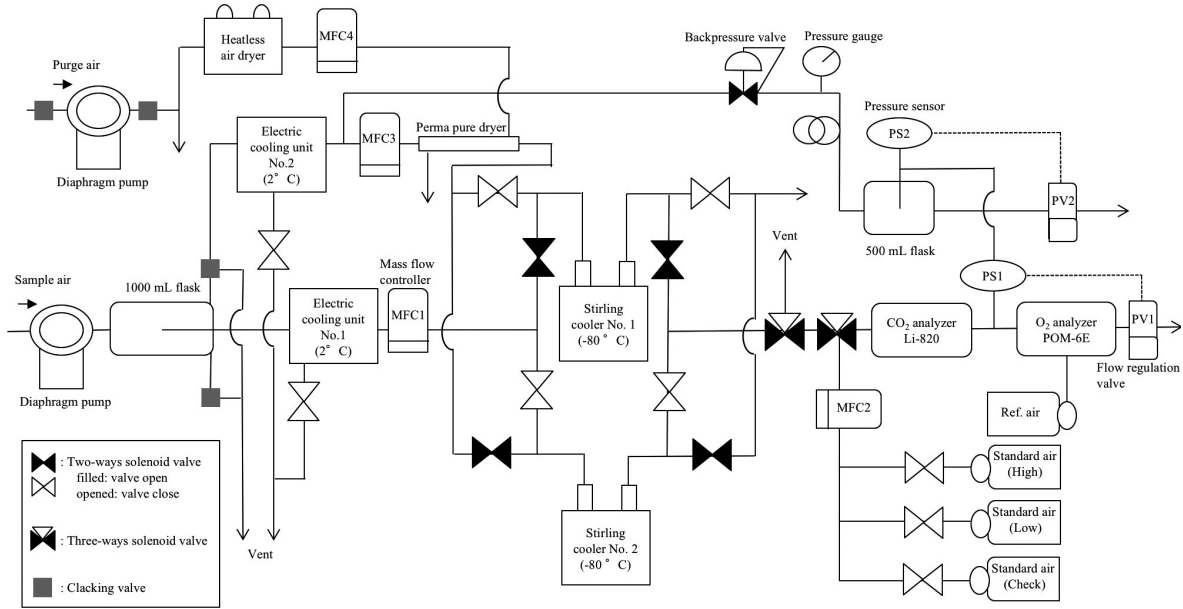 Heatless
air dryer
MFC4
Purge air
Diaphragm pump
Backpressure valve
Pressure gauge
Pressure sensor
PS2
Electric
cooling unit
No.2
(2° C)
MFC3
Perma pure dryer
PV2
500 mL flask
Sample air
1000 mL flask
Diaphragm pump
Electric
cooling unit
No.1
(2° C)
Mass flow
controller
MFC1
Stirling
cooler No. 1
(-80° C)
Vent
PS1
CO₂ analyzer
Li-820
O₂ analyzer
POM-6E
PV1
Flow regulation
valve
MFC2
Ref. air
Standard air
(High)
Standard air
(Low)
Standard air
(Check)
Stirling
cooler No. 2
(-80° C)
Vent
: Two-ways solenoid valve
filled: valve open
opened: valve close
: Three-ways solenoid valve
: Clacking valve